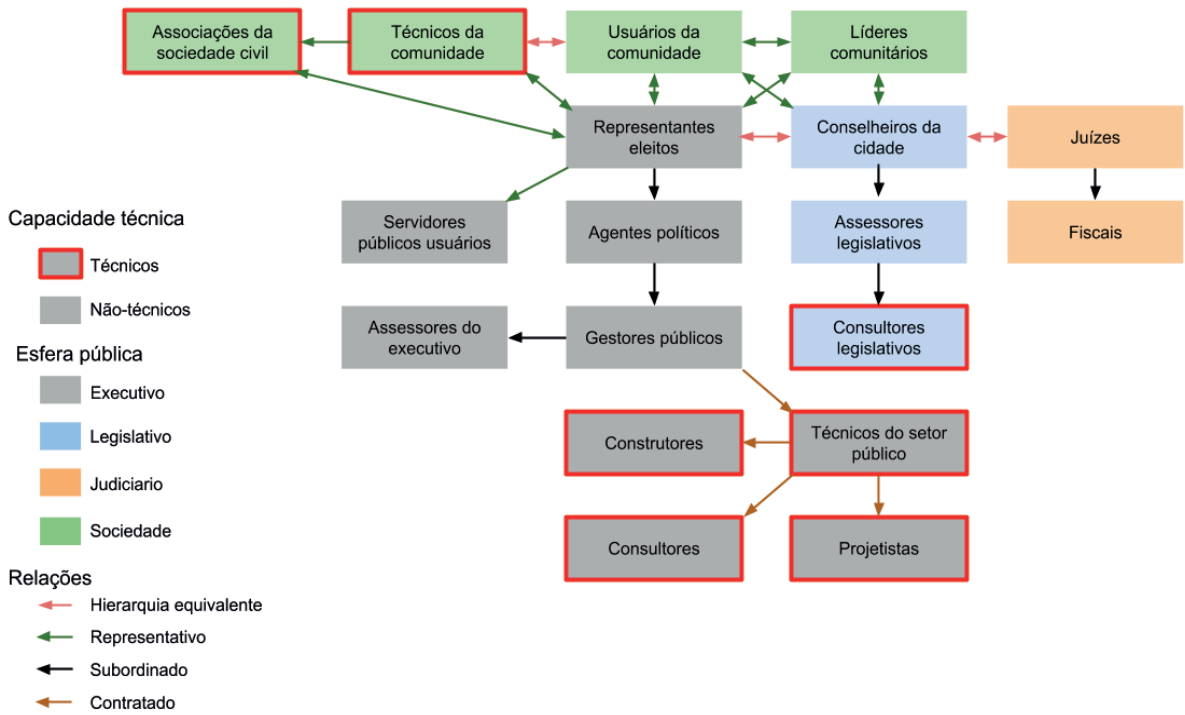 Associações da
sociedade civil
Técnicos da
comunidade
Usuários da
comunidade
Líderes
comunitários
Representantes
eleitos
Conselheiros da
cidade
Juízes
Servidores
públicos usuários
Agentes políticos
Assessores
legislativos
Fiscais
Assessores do
executivo
Gestores públicos
Consultores
legislativos
Construtores
Técnicos do setor
público
Consultores
Projetistas
Capacidade técnica
Técnicos
Não-técnicos
Esfera pública
Executivo
Legislativo
Judiciario
Sociedade
Relações
Hierarquia equivalente
Representativo
Subordinado
Contratado